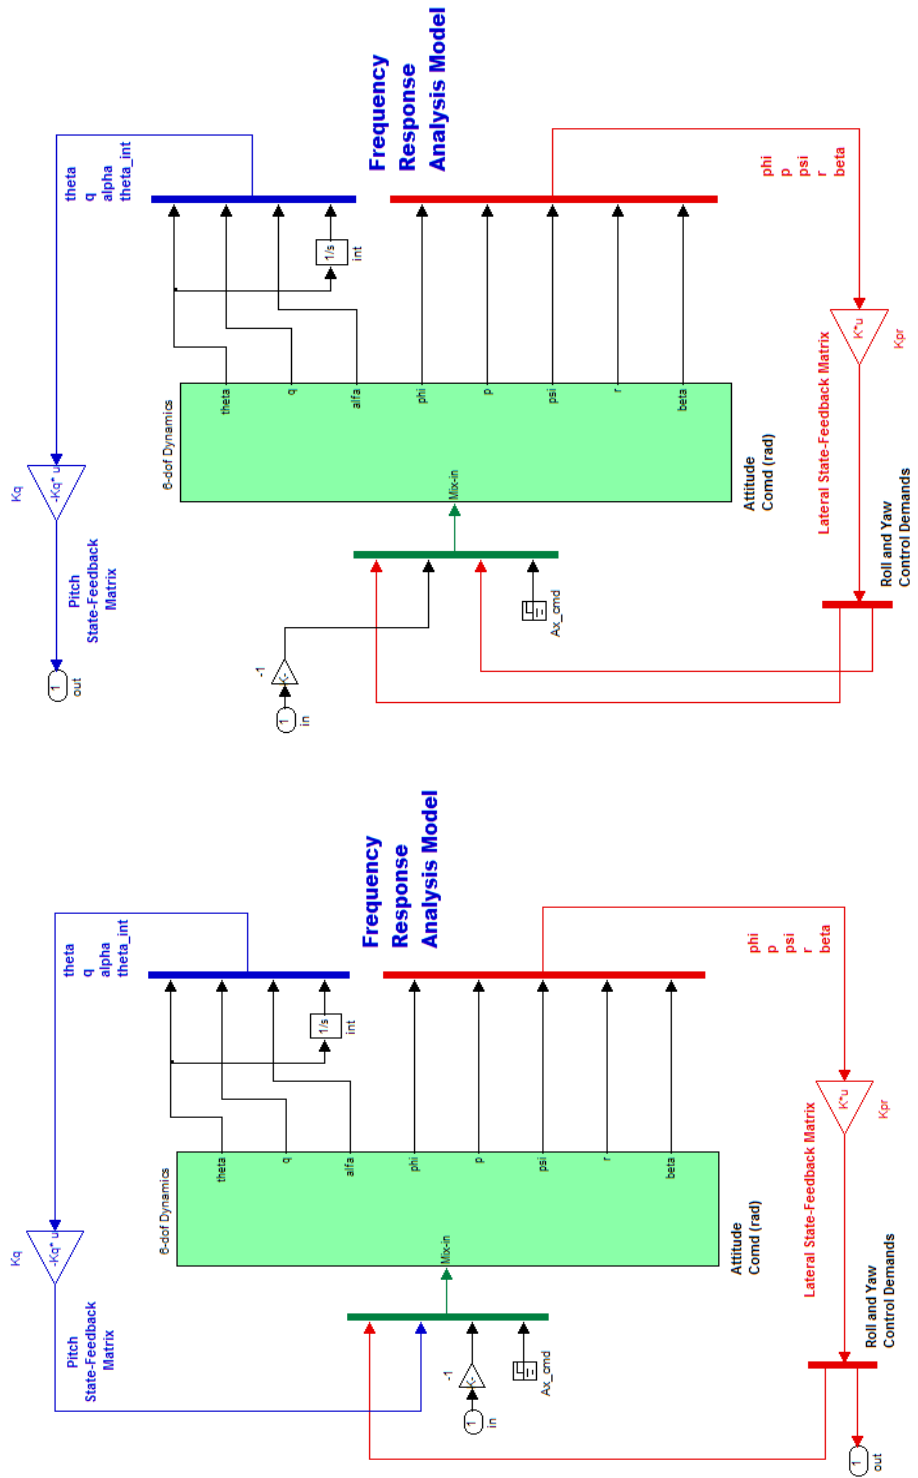 theta
q
alpha
theta_int
Kq
-Kq* u
Pitch
State-Feedback
Matrix
1
out
1/s
int
Frequency
Response
Analysis Model
6-dof Dynamics
theta
q
alfa
phi
p
psi
r
beta
Mix-in
Attitude
Comd (rad)
-1
K-
1
in
Ax_cmd
phi
p
psi
r
beta
Lateral State-Feedback Matrix
K*u
Kpr
Roll and Yaw
Control Demands
theta
q
alpha
theta_int
Kq
-Kq* u
Pitch
State-Feedback
Matrix
1/s
int
Frequency
Response
Analysis Model
6-dof Dynamics
theta
q
alfa
phi
p
psi
r
beta
Mix-in
Attitude
Comd (rad)
-1
K-
1
in
Ax_cmd
phi
p
psi
r
beta
Lateral State-Feedback Matrix
K*u
Kpr
Roll and Yaw
Control Demands
1
out